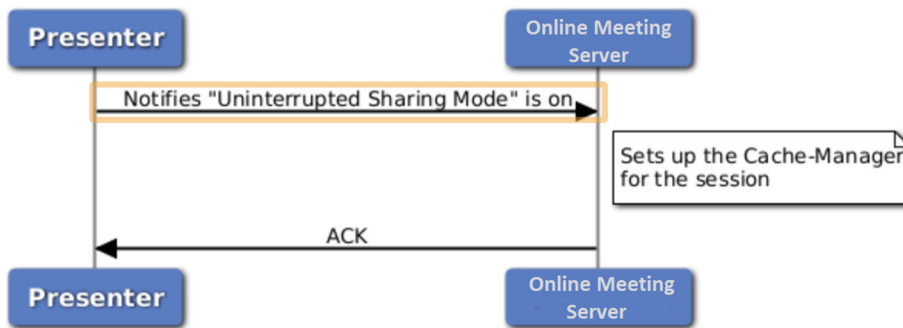 Presenter
Online Meeting
Server
Notifies "Uninterrupted Sharing Mode" is on
Sets up the Cache-Manager
for the session
ACK
Presenter
Online Meeting
Server